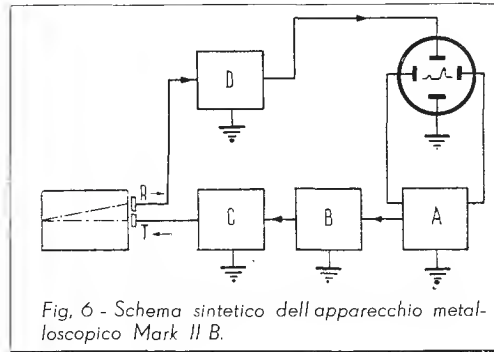 D
R
T
C
B
A
Fig, 6 - Schema sintetico dell apparecchio metal-
loscopico Mark II B.